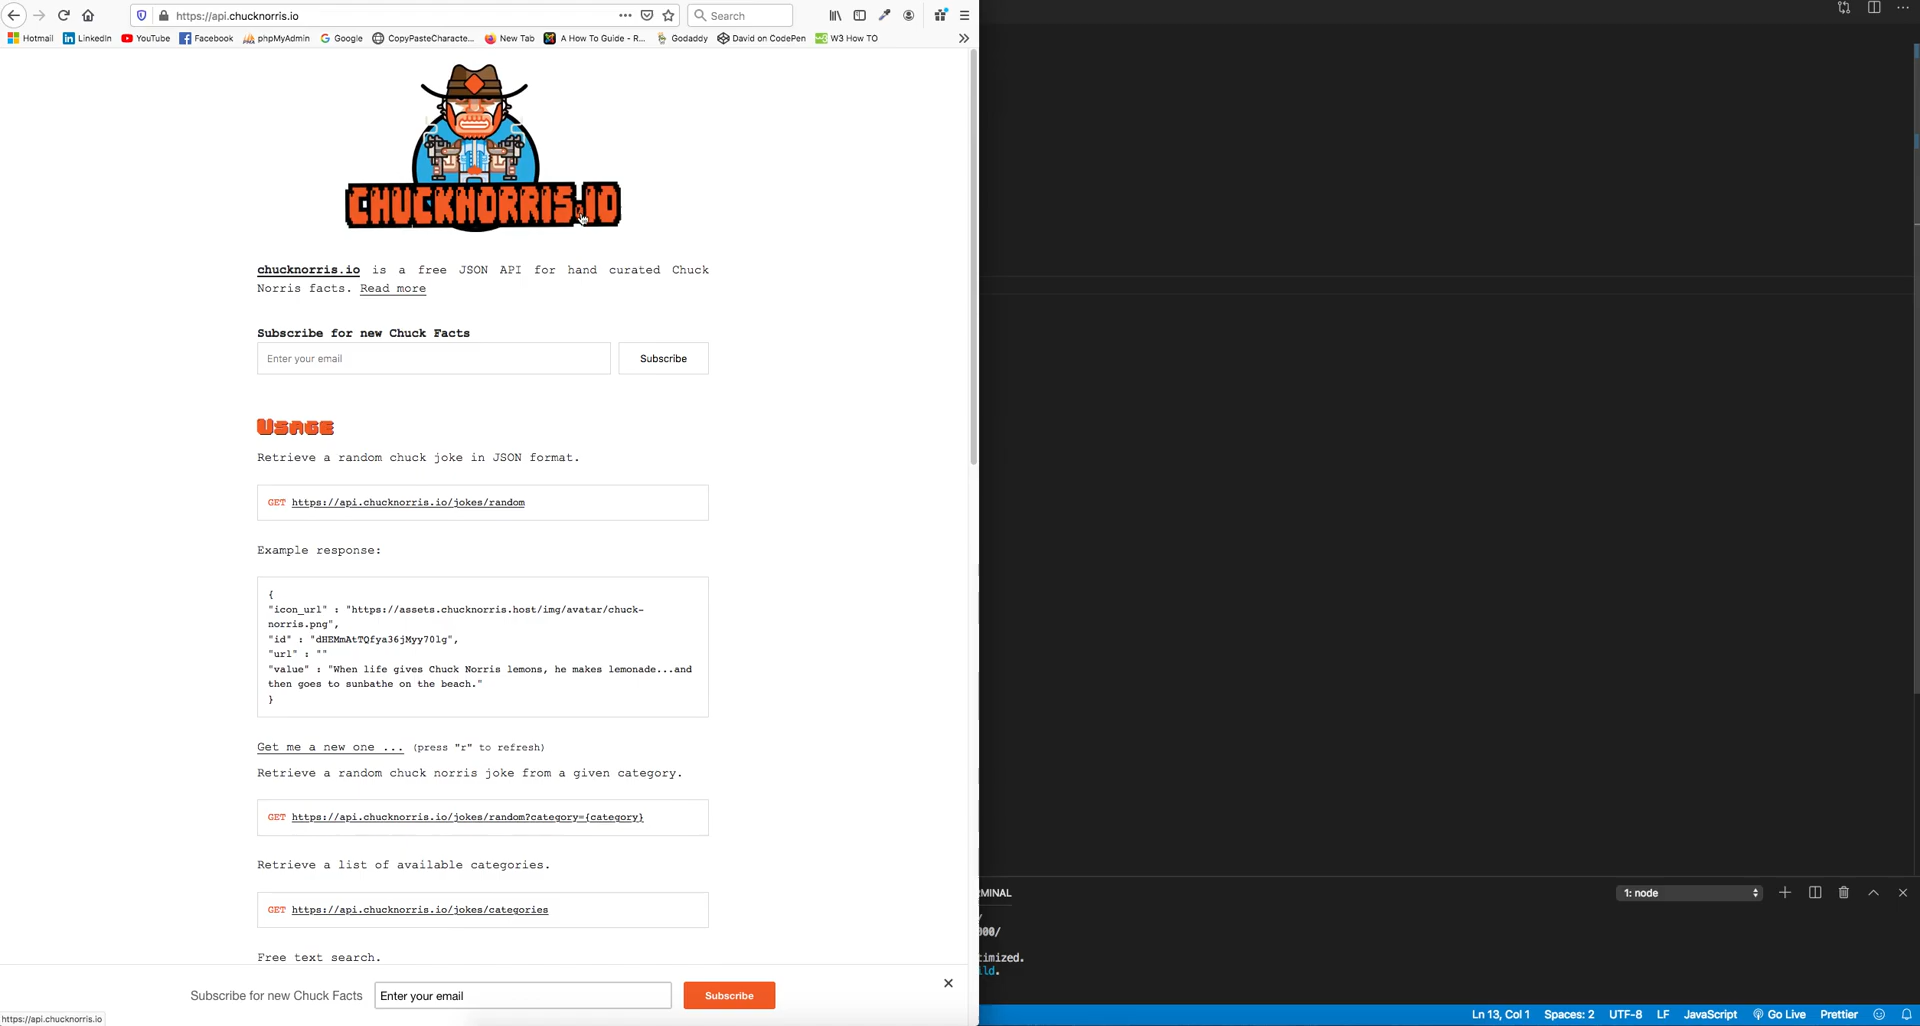 https://api.chucknorris.io
Search
Hotmail LinkedIn YouTube Facebook phpMyAdmin Google CopyPasteCharacte... New Tab A How To Guide - R... Godaddy David on CodePen W3 How TO
CHUCKNORRIS.IO
chucknorris.io is a free JSON API for hand curated Chuck
Norris facts. Read more
Subscribe for new Chuck Facts
Enter your email Subscribe
Usage
Retrieve a random chuck joke in JSON format.
GET https://api.chucknorris.io/jokes/random
Example response:
{
"icon_url" : "https://assets.chucknorris.host/img/avatar/chuck-
norris.png",
"id" : "dHEMmAtTQfya36jMyy70lg",
"url" : ""
"value" : "When life gives Chuck Norris lemons, he makes lemonade...and
then goes to sunbathe on the beach."
}
Get me a new one ... (press "r" to refresh)
Retrieve a random chuck norris joke from a given category.
GET https://api.chucknorris.io/jokes/random?category={category}
Retrieve a list of available categories.
GET https://api.chucknorris.io/jokes/categories
Free text search.
Subscribe for new Chuck Facts Enter your email Subscribe
https://api.chucknorris.io
RMINAL 1: node
/
000/
timized.
ild.
Ln 13, Col 1 Spaces: 2 UTF-8 LF JavaScript Go Live Prettier